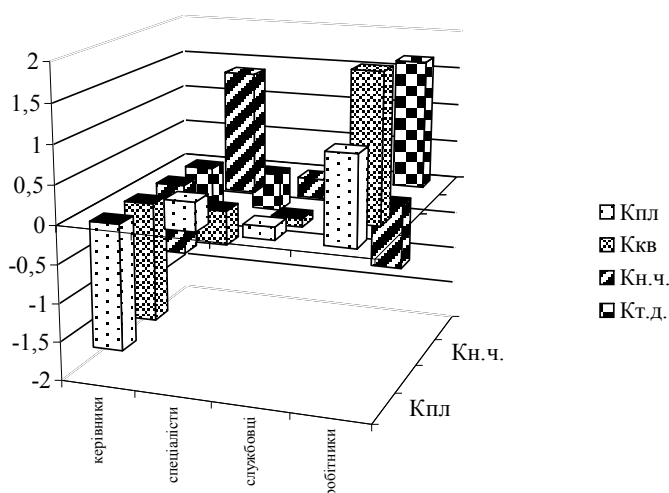 2
1,5
1
0,5
0
-0,5
-1
-1,5
-2
керівники
спеціалісти
службовці
робітники
Кпл
Кн.ч.
Кпл
Ккв
Кн.ч.
Кт.д.